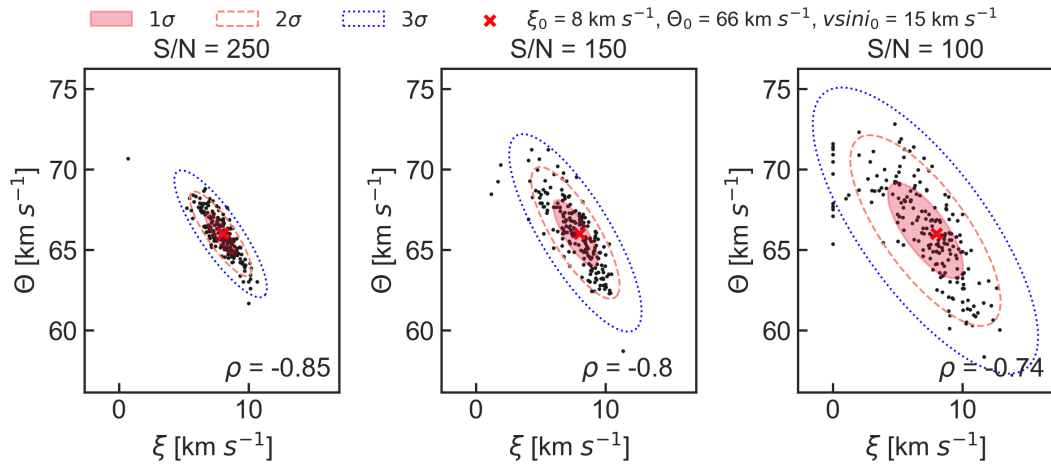 1σ 2σ 3σ ξ₀ = 8 km s⁻¹, Θ₀ = 66 km s⁻¹, vsini₀ = 15 km s⁻¹
S/N = 250 S/N = 150 S/N = 100
75 75 75
70 70 70
65 65 65
60 60 60
Θ [km s⁻¹] Θ [km s⁻¹] Θ [km s⁻¹]
ρ = -0.85 ρ = -0.8 ρ = -0.74
0 10 0 10 0 10
ξ [km s⁻¹] ξ [km s⁻¹] ξ [km s⁻¹]